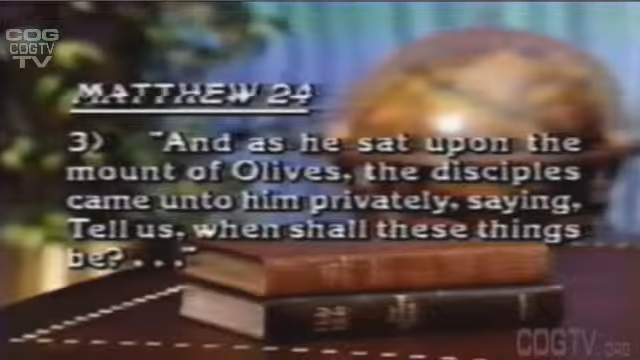 COG
COGTV
TV
MATTHEW 24
3) "And as he sat upon the
mount of Olives, the disciples
came unto him privately, saying,
Tell us, when shall these things
be? . . ."
COGTV.ORG